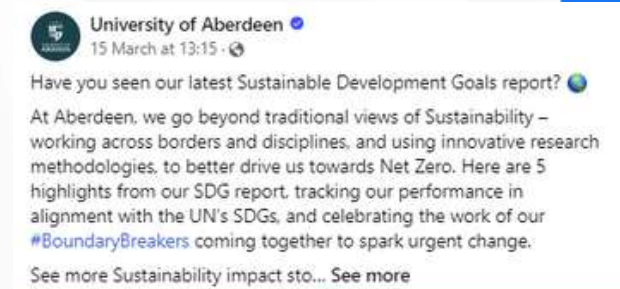 University of Aberdeen
15 March at 13:15 ·
Have you seen our latest Sustainable Development Goals report?
At Aberdeen, we go beyond traditional views of Sustainability –
working across borders and disciplines, and using innovative research
methodologies, to better drive us towards Net Zero. Here are 5
highlights from our SDG report, tracking our performance in
alignment with the UN's SDGs, and celebrating the work of our
#BoundaryBreakers coming together to spark urgent change.
See more Sustainability impact sto... See more